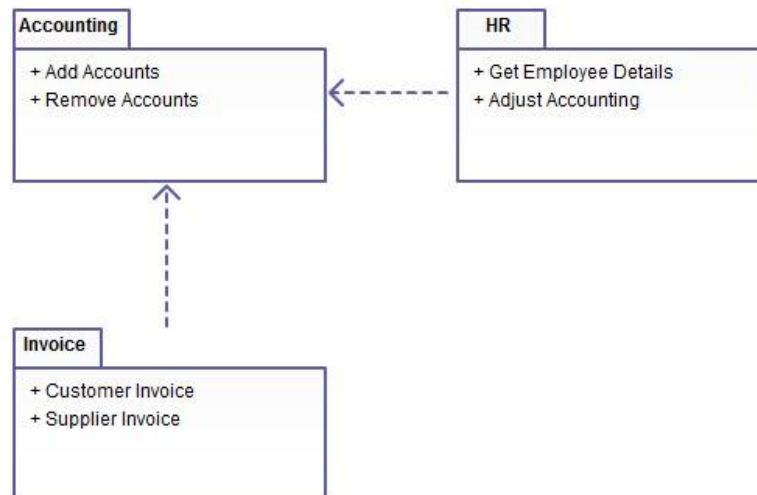 Accounting
+ Add Accounts
+ Remove Accounts
HR
+ Get Employee Details
+ Adjust Accounting
Invoice
+ Customer Invoice
+ Supplier Invoice